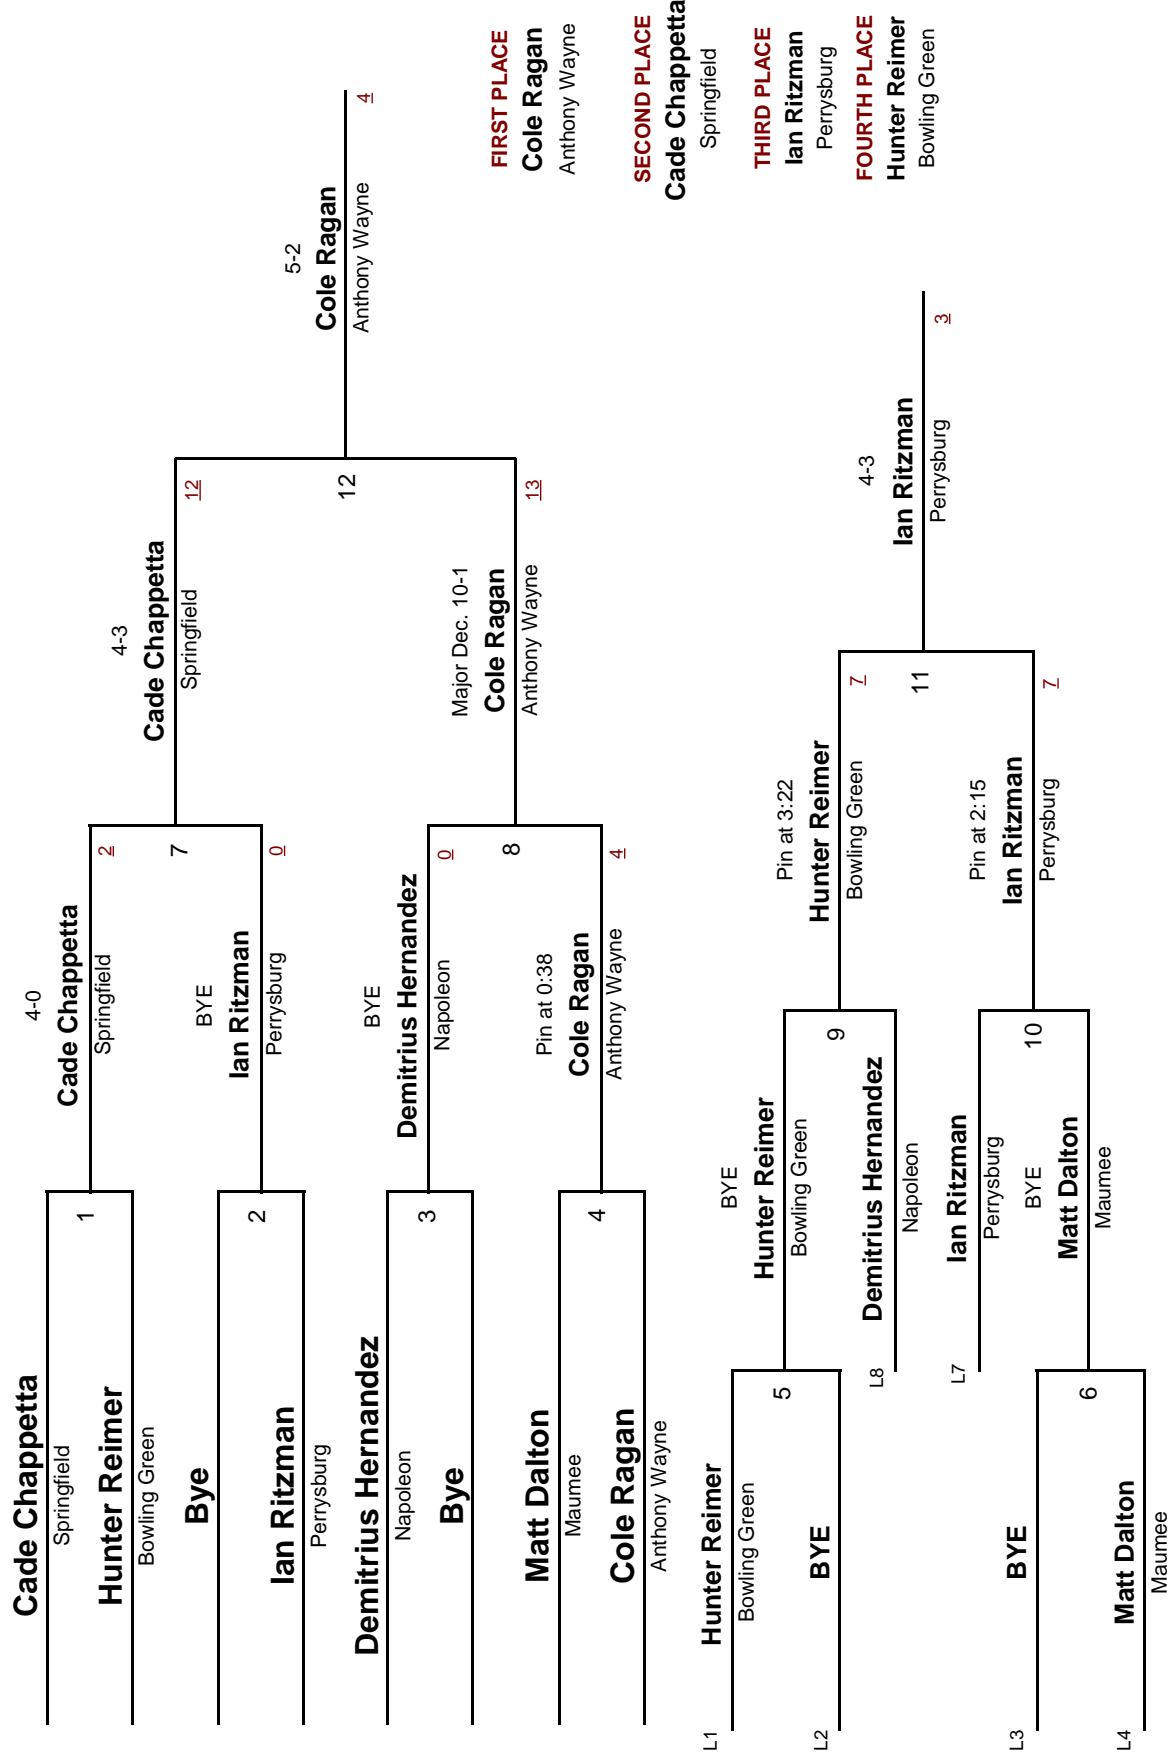 Cade Chappetta
Springfield
1
Hunter Reimer
Bowling Green
Bye
2
Ian Ritzman
Perrysburg
Demitrius Hernandez
Napoleon
3
Bye
Matt Dalton
Maumee
4
Cole Ragan
Anthony Wayne
4-0
Cade Chappetta
Springfield
2
7
BYE
Ian Ritzman
Perrysburg
0
BYE
Demitrius Hernandez
Napoleon
0
8
Pin at 0:38
Cole Ragan
Anthony Wayne
4
4-3
Cade Chappetta
Springfield
12
12
Major Dec. 10-1
Cole Ragan
Anthony Wayne
13
5-2
Cole Ragan
Anthony Wayne
4
FIRST PLACE
Cole Ragan
Anthony Wayne
SECOND PLACE
Cade Chappetta
Springfield
THIRD PLACE
Ian Ritzman
Perrysburg
FOURTH PLACE
Hunter Reimer
Bowling Green
L1
Hunter Reimer
Bowling Green
5
L2
BYE
L3
BYE
6
L4
Matt Dalton
Maumee
BYE
Hunter Reimer
Bowling Green
9
L8
Demitrius Hernandez
Napoleon
L7
Ian Ritzman
Perrysburg
10
BYE
Matt Dalton
Maumee
Pin at 3:22
Hunter Reimer
Bowling Green
7
11
Pin at 2:15
Ian Ritzman
Perrysburg
7
4-3
Ian Ritzman
Perrysburg
3